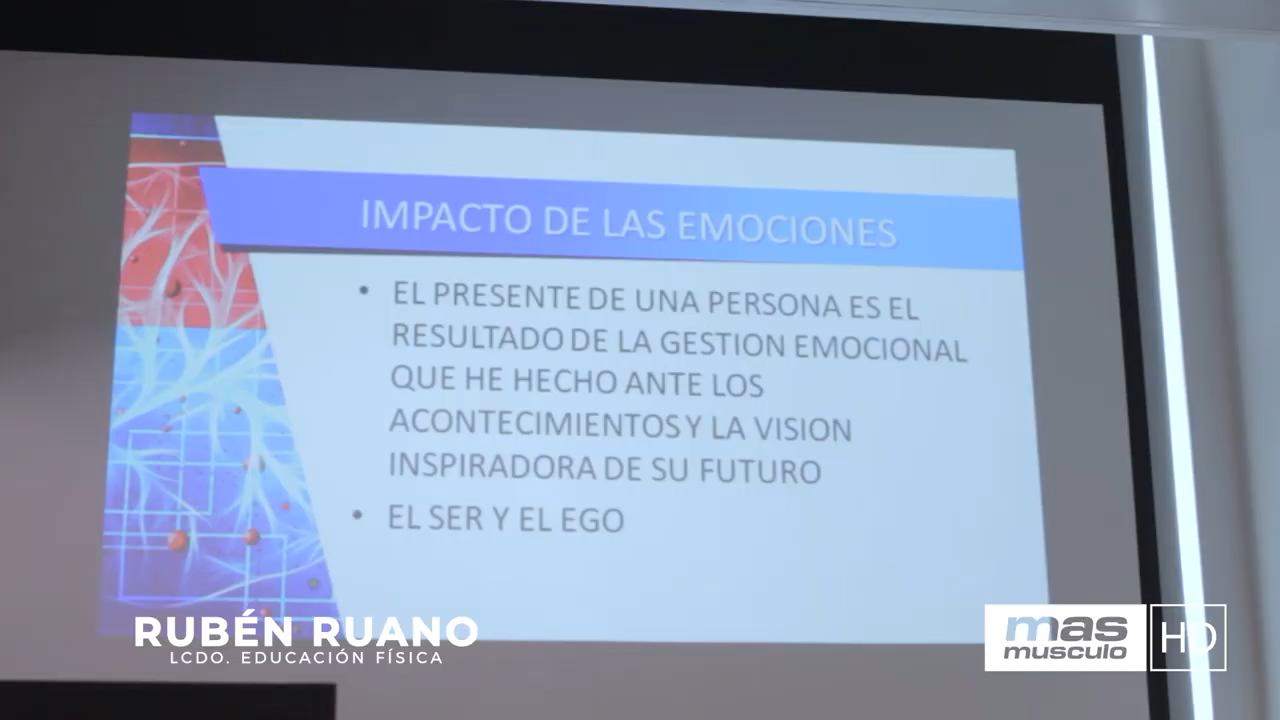 IMPACTO DE LAS EMOCIONES
• EL PRESENTE DE UNA PERSONA ES EL
RESULTADO DE LA GESTION EMOCIONAL
QUE HE HECHO ANTE LOS
ACONTECIMIENTOS Y LA VISION
INSPIRADORA DE SU FUTURO
• EL SER Y EL EGO
RUBÉN RUANO
LCDO. EDUCACIÓN FÍSICA
mas
musculo
HD